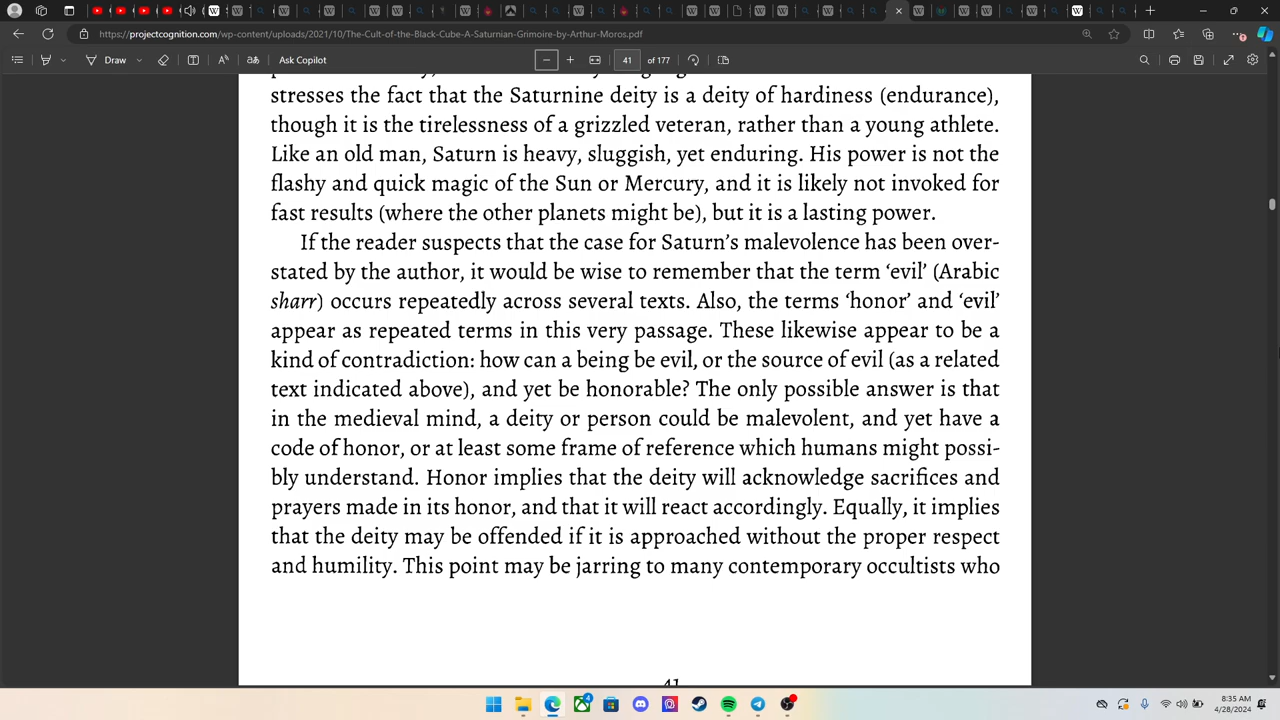 https://projectcognition.com/wp-content/uploads/2021/10/The-Cult-of-the-Black-Cube-A-Saturnian-Grimoire-by-Arthur-Moros.pdf
Draw
Ask Copilot
41 of 177
stresses the fact that the Saturnine deity is a deity of hardiness (endurance),
though it is the tirelessness of a grizzled veteran, rather than a young athlete.
Like an old man, Saturn is heavy, sluggish, yet enduring. His power is not the
flashy and quick magic of the Sun or Mercury, and it is likely not invoked for
fast results (where the other planets might be), but it is a lasting power.
If the reader suspects that the case for Saturn’s malevolence has been over-
stated by the author, it would be wise to remember that the term ‘evil’ (Arabic
sharr) occurs repeatedly across several texts. Also, the terms ‘honor’ and ‘evil’
appear as repeated terms in this very passage. These likewise appear to be a
kind of contradiction: how can a being be evil, or the source of evil (as a related
text indicated above), and yet be honorable? The only possible answer is that
in the medieval mind, a deity or person could be malevolent, and yet have a
code of honor, or at least some frame of reference which humans might possi-
bly understand. Honor implies that the deity will acknowledge sacrifices and
prayers made in its honor, and that it will react accordingly. Equally, it implies
that the deity may be offended if it is approached without the proper respect
and humility. This point may be jarring to many contemporary occultists who
41
8:35 AM
4/28/2024